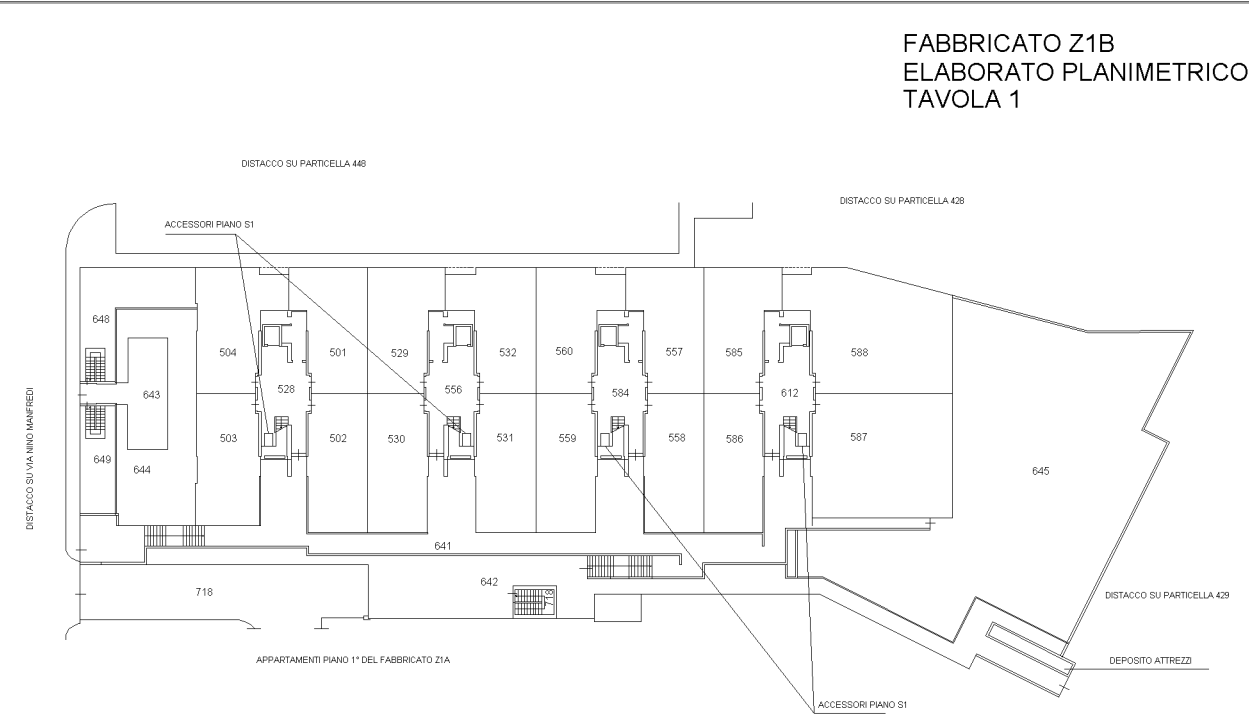 FABBRICATO Z1B
ELABORATO PLANIMETRICO
TAVOLA 1
DISTACCO SU PARTICELLA 448
DISTACCO SU PARTICELLA 428
ACCESSORI PIANO S1
648
504
501
529
532
560
557
585
588
643
528
556
584
612
DISTACCO SU VIA NINO MANFREDI
649
644
503
502
530
531
559
558
586
587
645
641
642
718
718
DISTACCO SU PARTICELLA 429
APPARTAMENTI PIANO 1° DEL FABBRICATO Z1A
DEPOSITO ATTREZZI
ACCESSORI PIANO S1